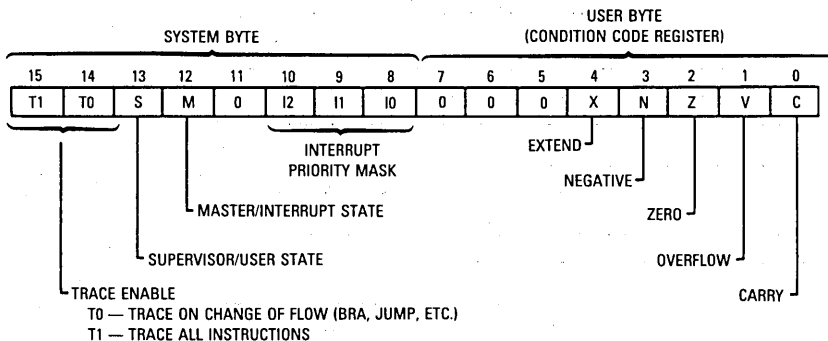 USER BYTE
SYSTEM BYTE (CONDITION CODE REGISTER)
15 14 13 12 11 10 9 8 7 6 5 4 3 2 1 0
T1 T0 S M 0 I2 I1 I0 0 0 0 X N Z V C
INTERRUPT
PRIORITY MASK
EXTEND
NEGATIVE
MASTER/INTERRUPT STATE
ZERO
SUPERVISOR/USER STATE
OVERFLOW
TRACE ENABLE
CARRY
T0 — TRACE ON CHANGE OF FLOW (BRA, JUMP, ETC.)
T1 — TRACE ALL INSTRUCTIONS